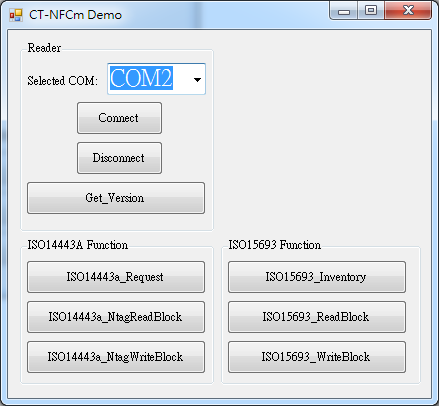 CT-NFCm Demo
Reader
Selected COM: COM2
Connect
Disconnect
Get_Version
ISO14443A Function
ISO14443a_Request
ISO14443a_NtagReadBlock
ISO14443a_NtagWriteBlock
ISO15693 Function
ISO15693_Inventory
ISO15693_ReadBlock
ISO15693_WriteBlock